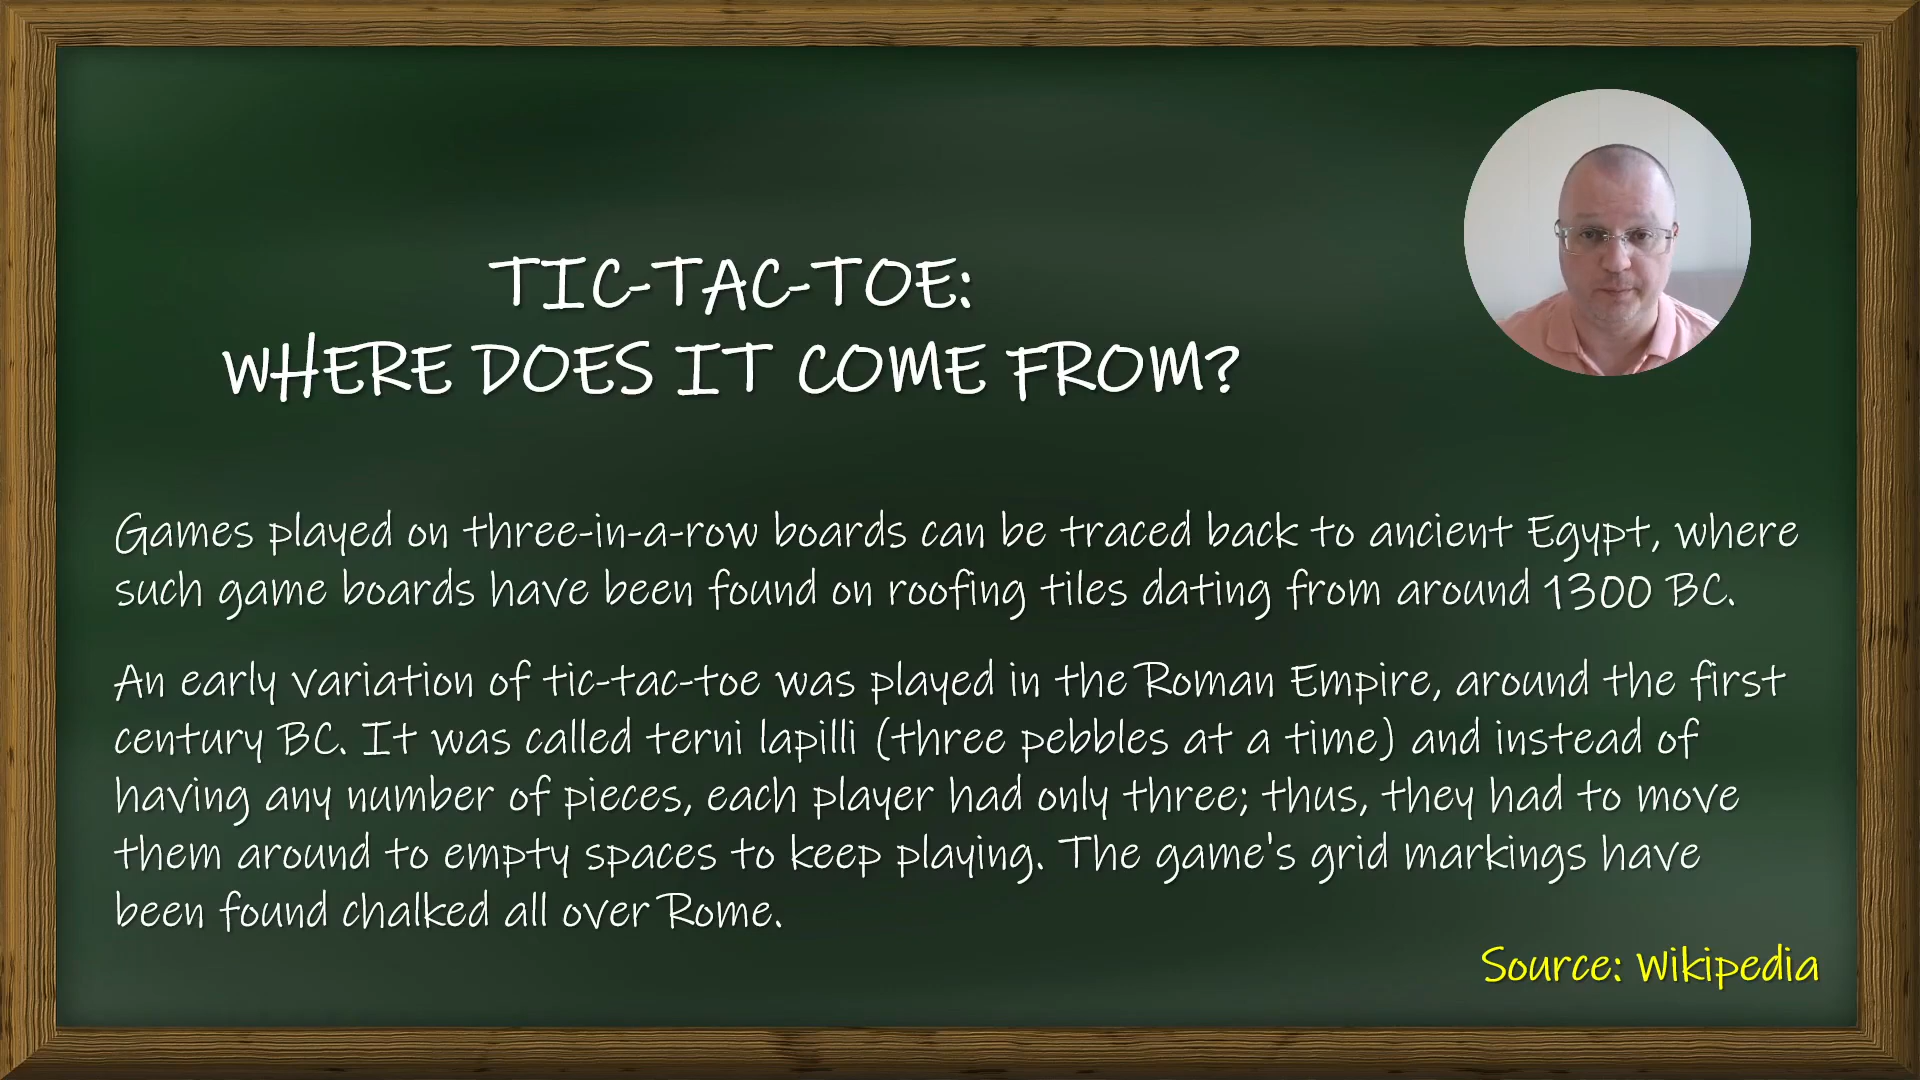 TIC-TAC-TOE:
WHERE DOES IT COME FROM?
Games played on three-in-a-row boards can be traced back to ancient Egypt, where
such game boards have been found on roofing tiles dating from around 1300 BC.
An early variation of tic-tac-toe was played in the Roman Empire, around the first
century BC. It was called terni lapilli (three pebbles at a time) and instead of
having any number of pieces, each player had only three; thus, they had to move
them around to empty spaces to keep playing. The game's grid markings have
been found chalked all over Rome.
Source: Wikipedia